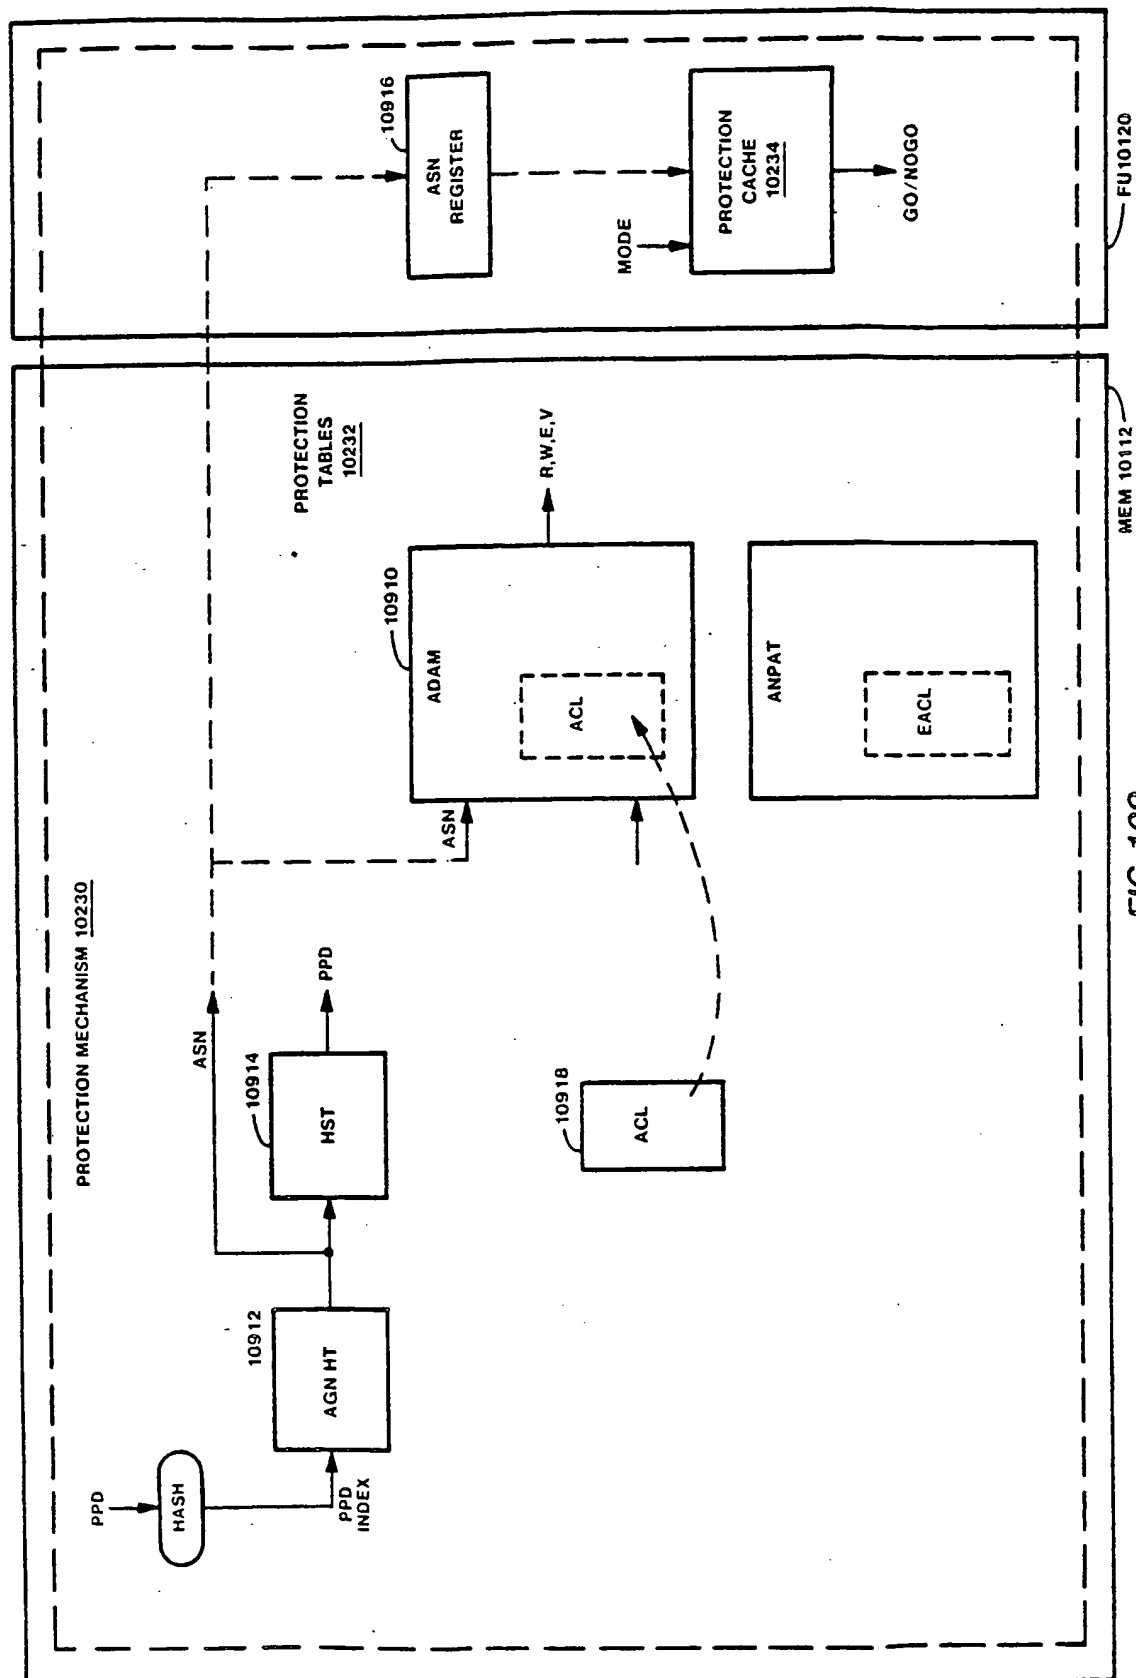 PROTECTION MECHANISM 10230
PPD
HASH
PPD
INDEX
AGN HT
10912
ASN
HST
10914
PPD
PROTECTION
TABLES
10232
ASN
ADAM
10910
ACL
R,W,E,V
ACL
10918
ANPAT
EACL
MEM 10112
ASN
REGISTER
10916
MODE
PROTECTION
CACHE
10234
GO/NOGO
FU10120